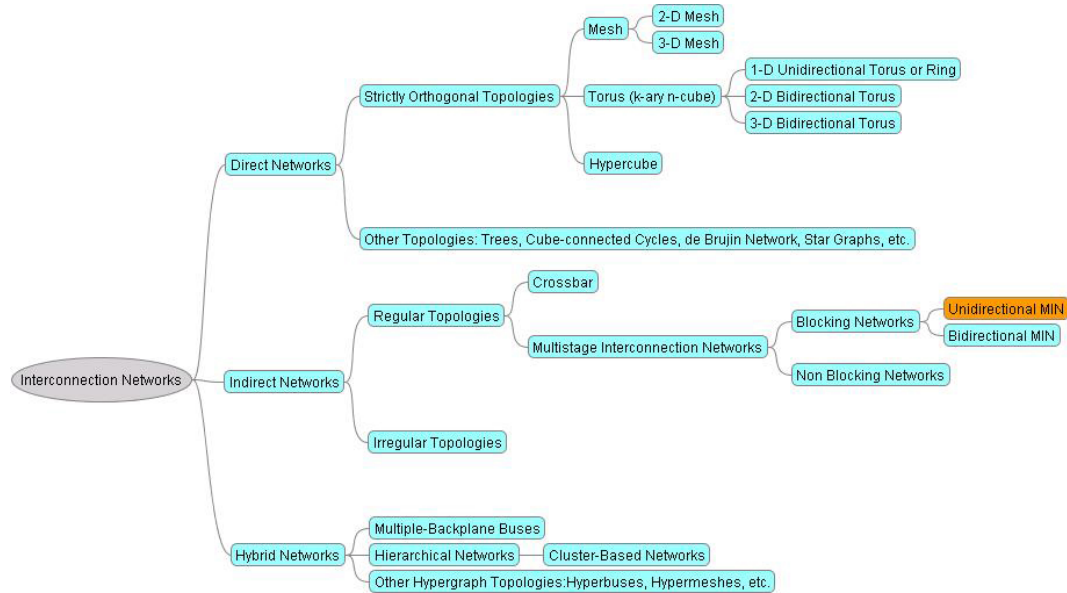 2-D Mesh
Mesh
3-D Mesh
1-D Unidirectional Torus or Ring
Strictly Orthogonal Topologies
Torus (k-ary n-cube)
2-D Bidirectional Torus
3-D Bidirectional Torus
Direct Networks
Hypercube
Other Topologies: Trees, Cube-connected Cycles, de Brujin Network, Star Graphs, etc.
Crossbar
Regular Topologies
Unidirectional MIN
Blocking Networks
Bidirectional MIN
Multistage Interconnection Networks
Non Blocking Networks
Interconnection Networks
Indirect Networks
Irregular Topologies
Multiple-Backplane Buses
Hybrid Networks
Hierarchical Networks
Cluster-Based Networks
Other Hypergraph Topologies:Hyperbuses, Hypermeshes, etc.